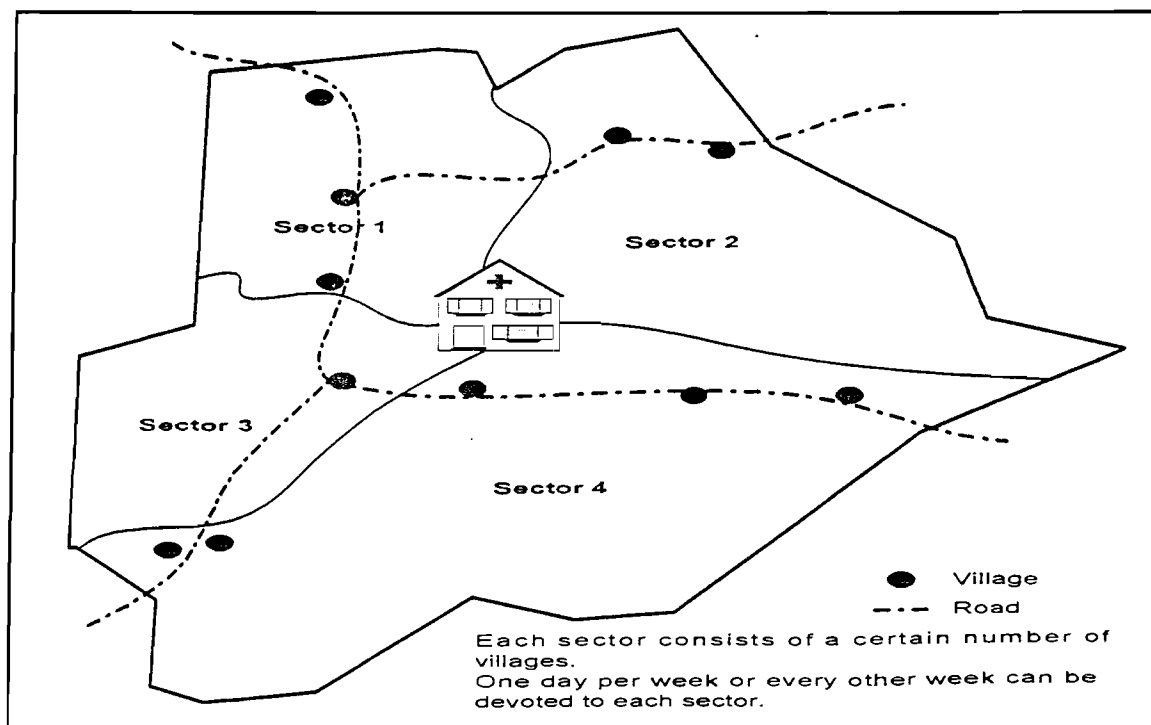 Sector 1
Sector 2
Sector 3
Sector 4
Village
Road
Each sector consists of a certain number of
villages.
One day per week or every other week can be
devoted to each sector.